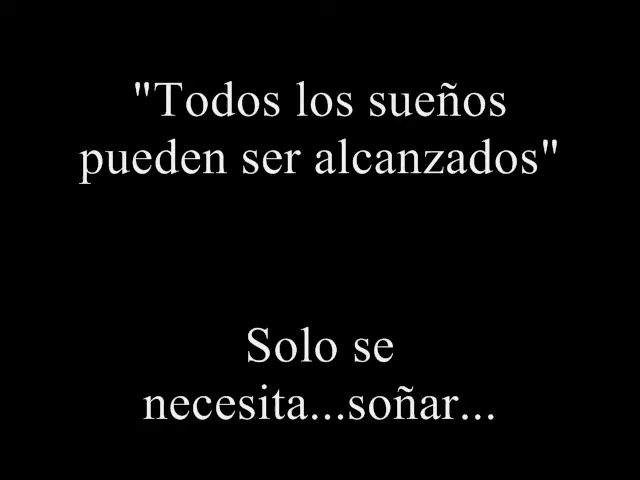 "Todos los sueños
pueden ser alcanzados"
Solo se
necesita...soñar...